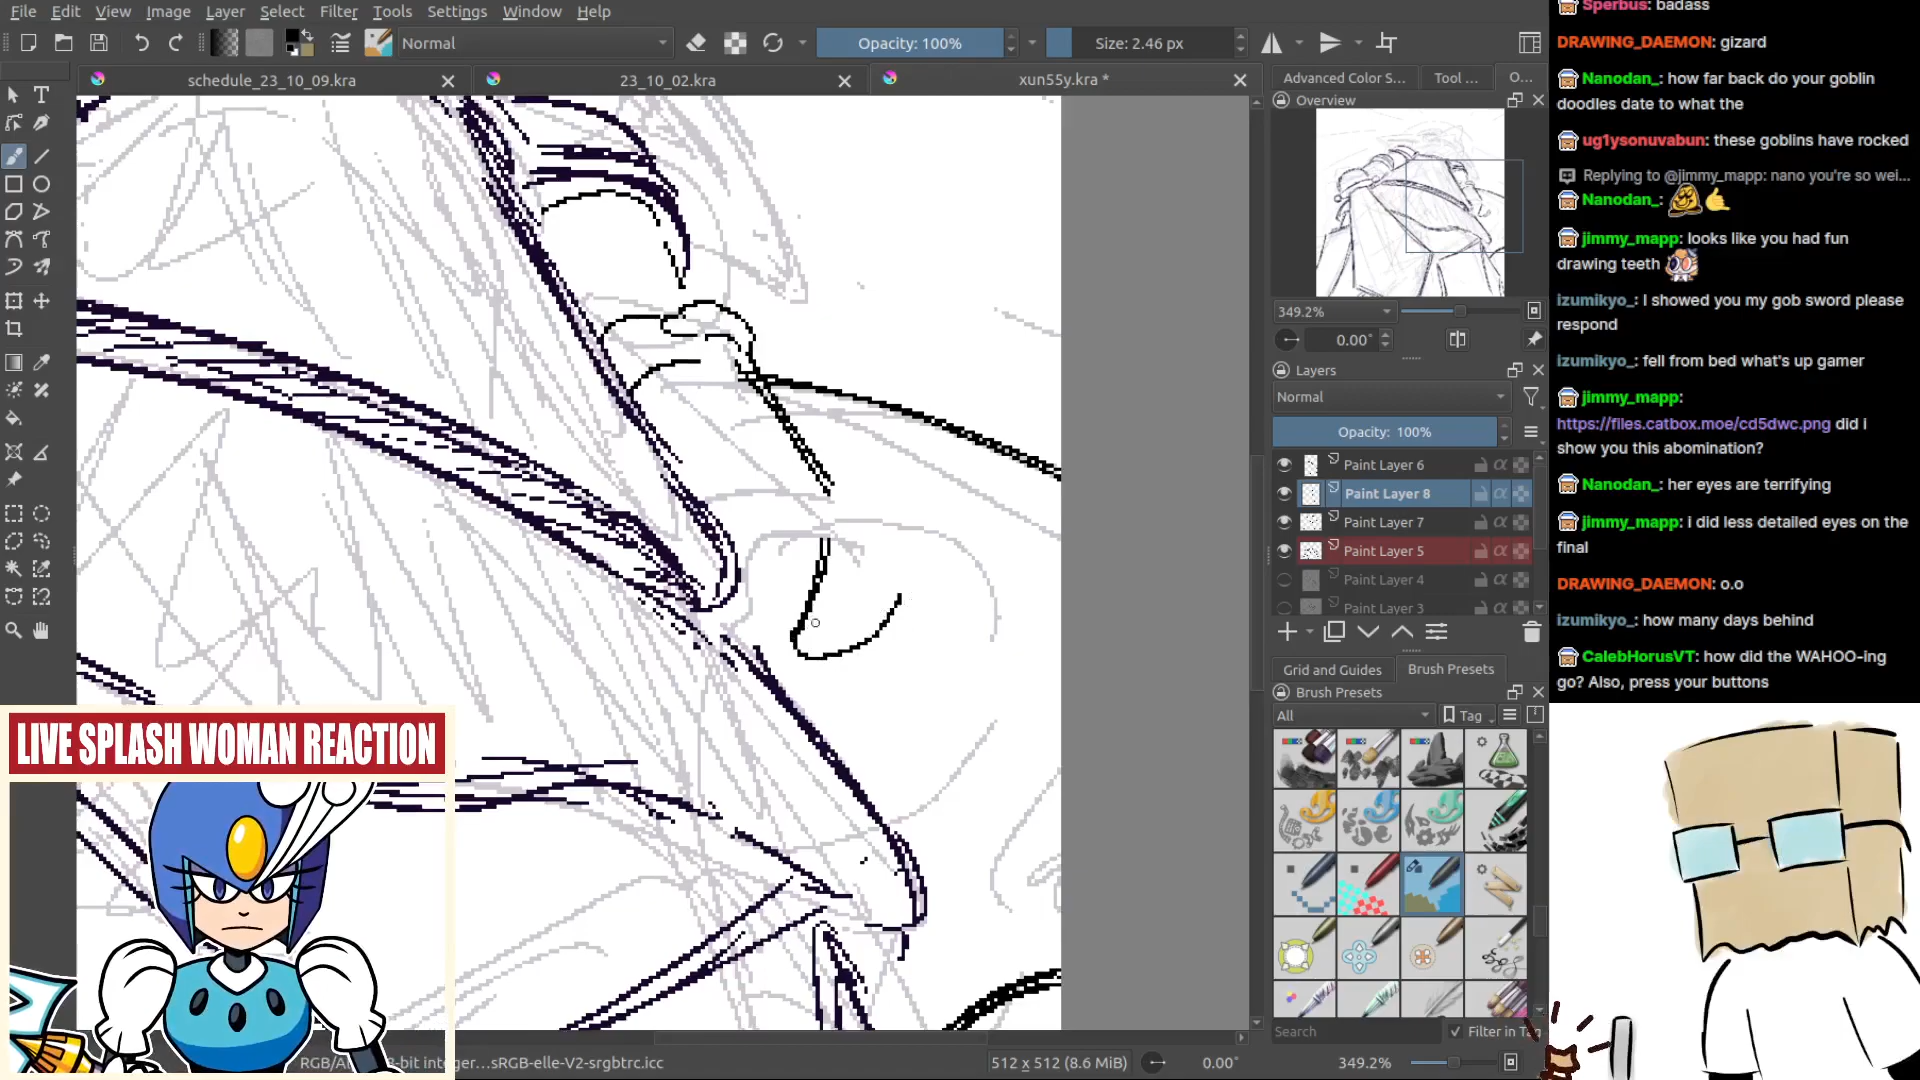 File Edit View Image Layer Select Filter Tools Settings Window Help
Normal
Opacity: 100%
Size: 2.46 px
schedule_23_10_09.kra
23_10_02.kra
xun55y.kra *
Advanced Color S...
Tool ...
O...
Overview
349.2%
0.00°
Layers
Normal
Opacity: 100%
Paint Layer 6
Paint Layer 8
Paint Layer 7
Paint Layer 5
Paint Layer 4
Paint Layer 3
Grid and Guides
Brush Presets
Brush Presets
All
Tag
Search
Filter in Tag
-bit integer...sRGB-elle-V2-srgbtrc.icc
512 x 512 (8.6 MiB)
0.00°
349.2%
LIVE SPLASH WOMAN REACTION
Sperbus: badass
DRAWING_DAEMON: gizard
Nanodan_: how far back do your goblin
doodles date to what the
ug1ysonuvabun: these goblins have rocked
Replying to @jimmy_mapp: nano you're so wei...
Nanodan_:
jimmy_mapp: looks like you had fun
drawing teeth
izumikyo_: I showed you my gob sword please
respond
izumikyo_: fell from bed what's up gamer
jimmy_mapp:
https://files.catbox.moe/cd5dwc.png did i
show you this abomination?
Nanodan_: her eyes are terrifying
jimmy_mapp: i did less detailed eyes on the
final
DRAWING_DAEMON: o.o
izumikyo_: how many days behind
CalebHorusVT: how did the WAHOO-ing
go? Also, press your buttons